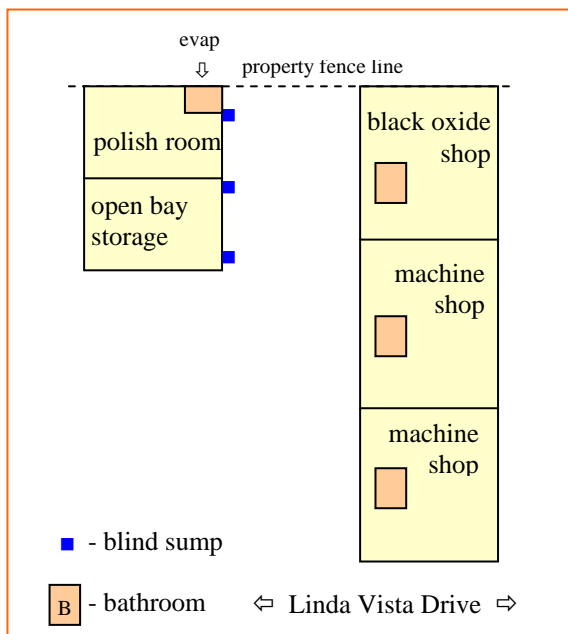 evap
⇩
property fence line
polish room
black oxide
shop
open bay
storage
machine
shop
machine
shop
- blind sump
B - bathroom
⇦ Linda Vista Drive ⇨